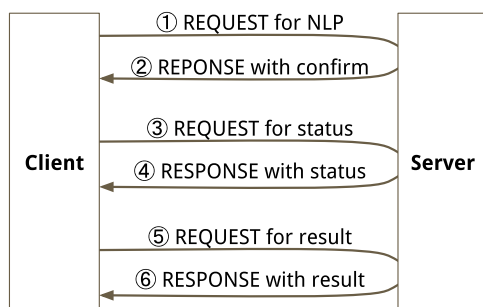 ① REQUEST for NLP
② REPONSE with confirm
③ REQUEST for status
Client
④ RESPONSE with status
Server
⑤ REQUEST for result
⑥ RESPONSE with result